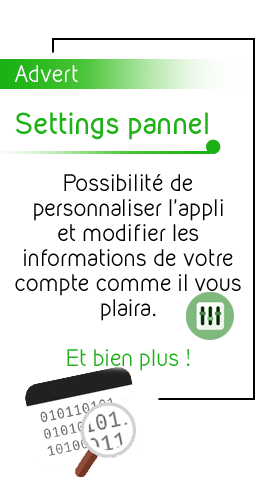 Advert
Settings pannel
Possibilité de
personnaliser l'appli
et modifier les
informations de votre
compte comme il vous
plaira.
Et bien plus !
010110101
01010
10100
101.
011